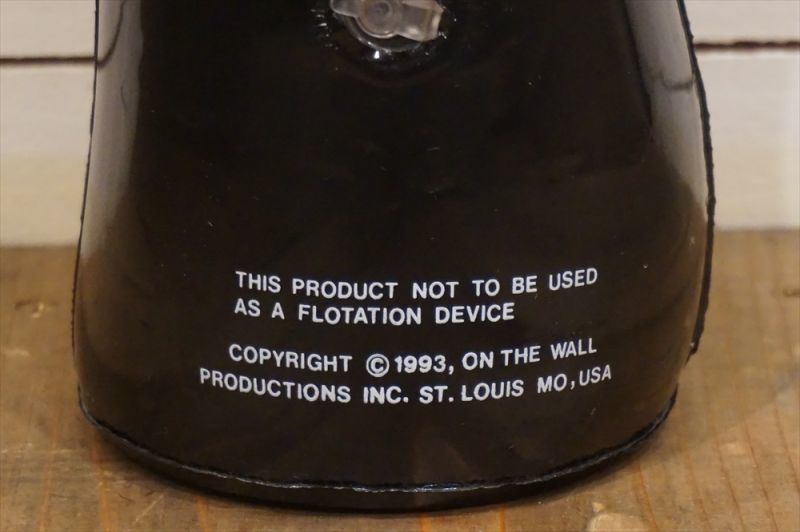 THIS PRODUCT NOT TO BE USED
AS A FLOTATION DEVICE
COPYRIGHT © 1993, ON THE WALL
PRODUCTIONS INC. ST. LOUIS MO, USA